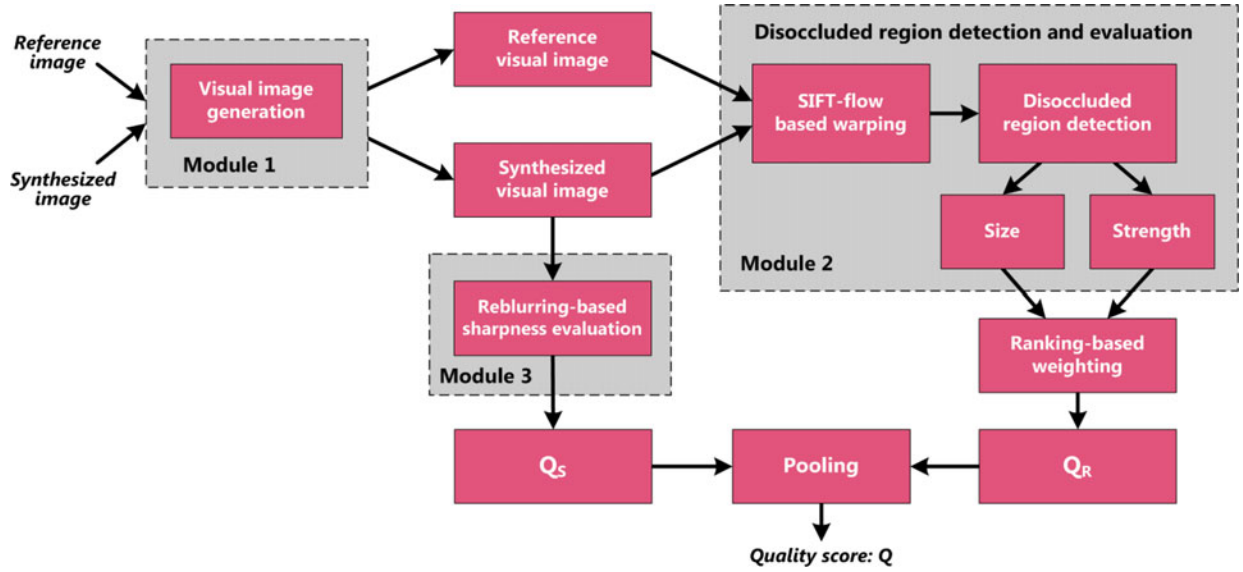 Reference
image
Synthesized
image
Visual image
generation
Module 1
Reference
visual image
Synthesized
visual image
Disoccluded region detection and evaluation
SIFT-flow
based warping
Disoccluded
region detection
Size
Strength
Module 2
Reblurring-based
sharpness evaluation
Module 3
Ranking-based
weighting
QS
Pooling
QR
Quality score: Q